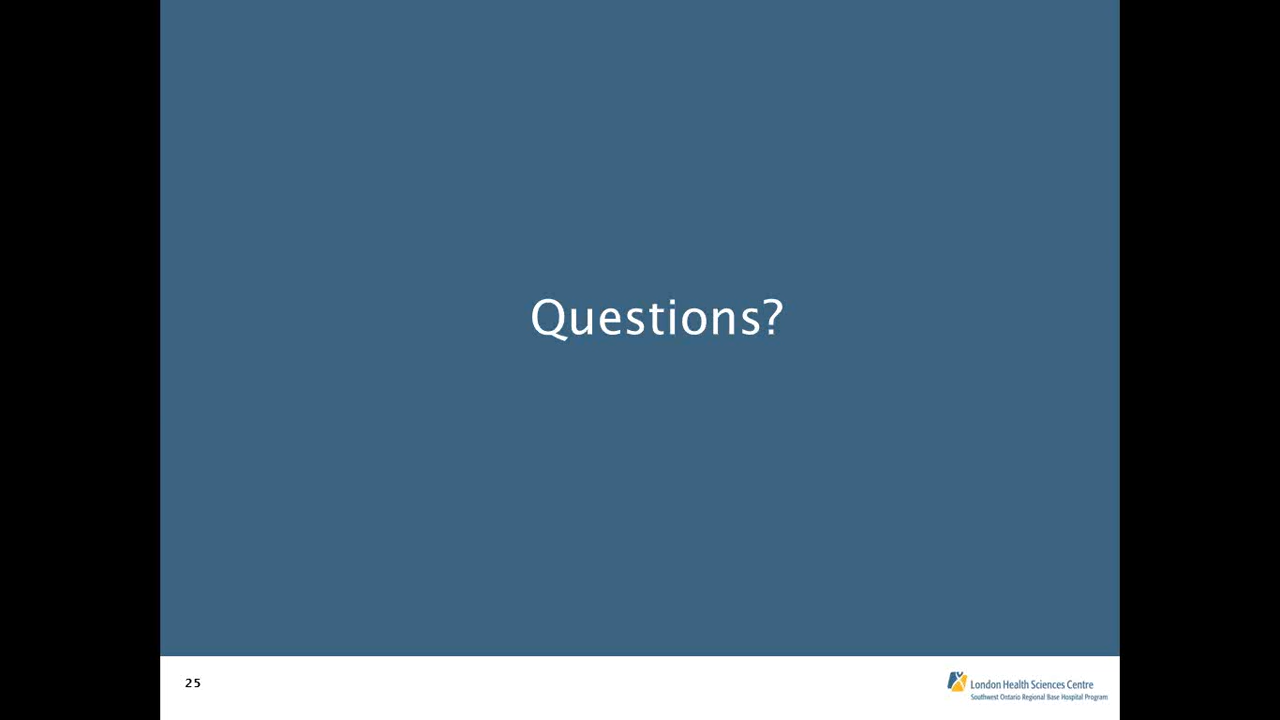 Questions?
25
London Health Sciences Centre
Southwest Ontario Regional Base Hospital Program